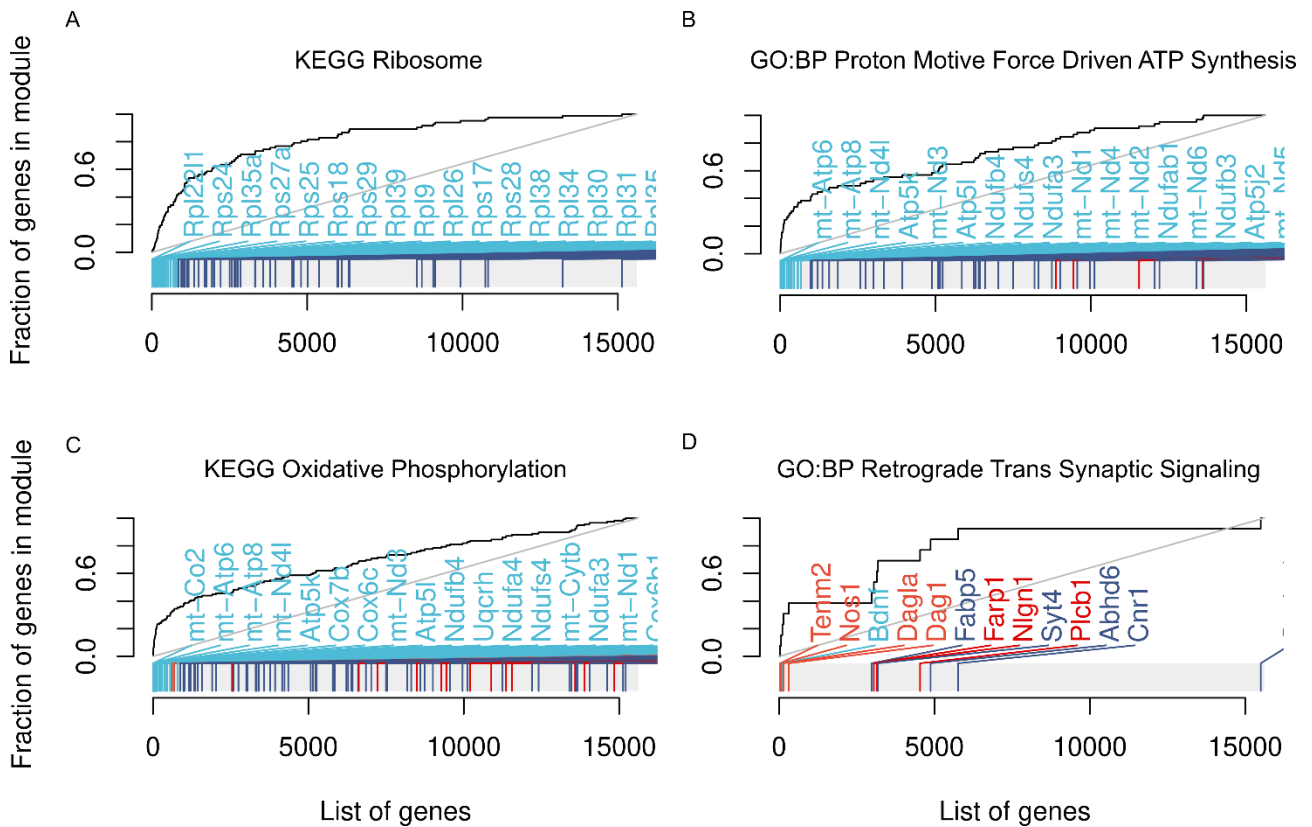 A
KEGG Ribosome
Fraction of genes in module
0.0
0.6
Rpl22l1
Rps24
Rpl35a
Rps27a
Rps25
Rps18
Rps29
Rpl39
Rpl9
Rpl26
Rps17
Rps28
Rpl38
Rpl34
Rpl30
Rpl31
Rpl35
0 5000 10000 15000
B
GO:BP Proton Motive Force Driven ATP Synthesis
0.0
0.6
mt-Atp6
mt-Atp8
mt-Nd4l
Atp5k
mt-Nd3
Atp5l
Ndufb4
Ndufs4
Ndufa3
mt-Nd1
mt-Nd4
mt-Nd2
Ndufab1
mt-Nd6
Ndufb3
Atp5j2
mt-Nd5
0 5000 10000 15000
C
KEGG Oxidative Phosphorylation
Fraction of genes in module
0.0
0.6
mt-Co2
mt-Atp6
mt-Atp8
mt-Nd4l
Atp5k
Cox7b
Cox6c
mt-Nd3
Atp5l
Ndufb4
Uqcrh
Ndufa4
Ndufs4
mt-Cytb
Ndufa3
mt-Nd1
Cox6b1
0 5000 10000 15000
List of genes
D
GO:BP Retrograde Trans Synaptic Signaling
0.0
0.6
Tenm2
Nos1
Bdnf
Dagla
Dag1
Fabp5
Farp1
Nlgn1
Syt4
Plcb1
Abhd6
Cnr1
0 5000 10000 15000
List of genes